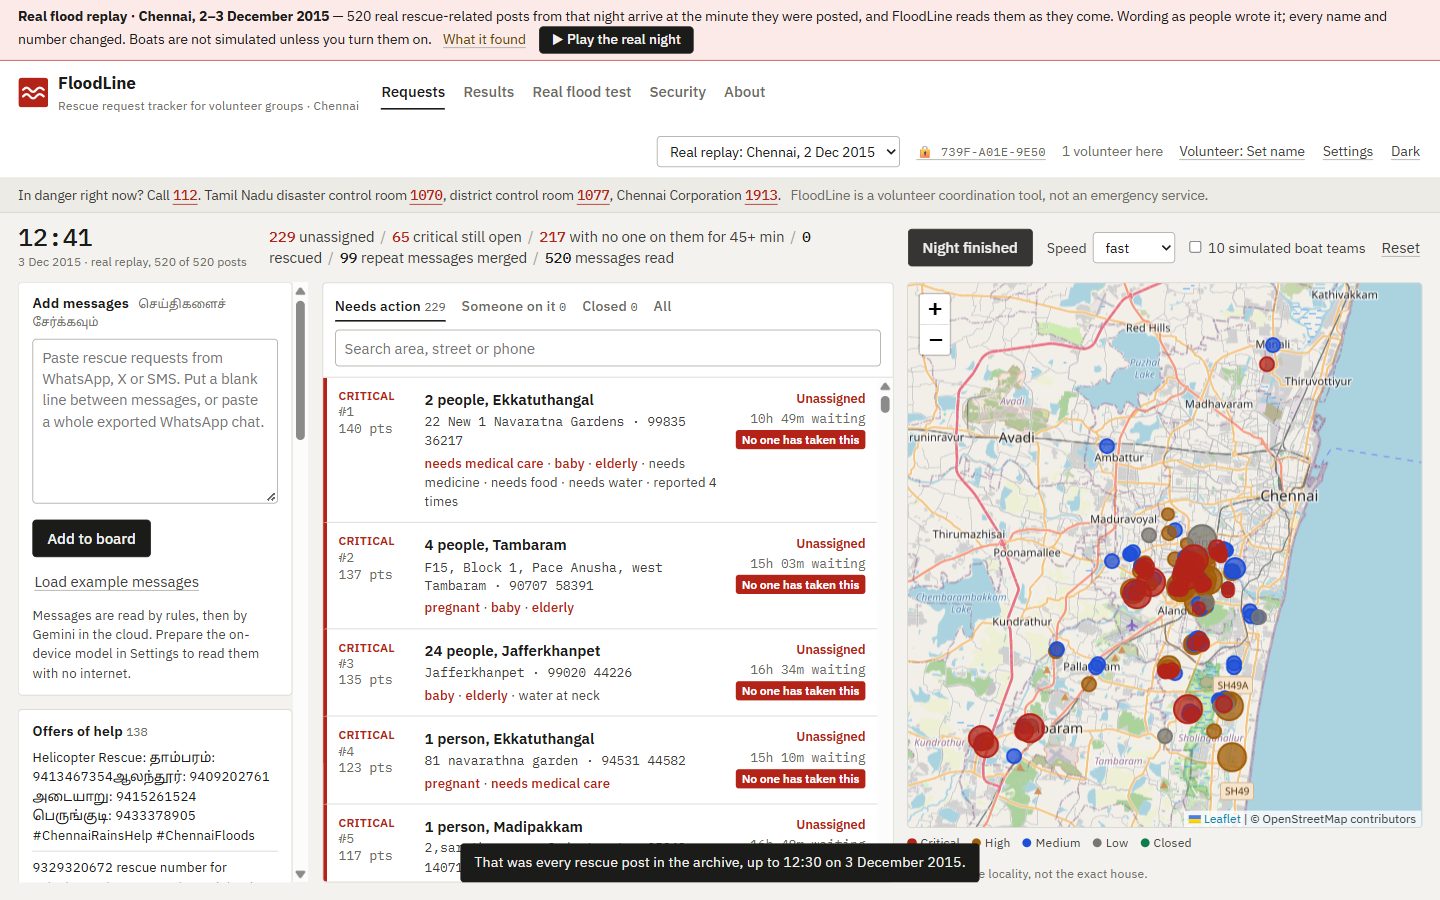 Real flood replay · Chennai, 2–3 December 2015 — 520 real rescue-related posts from that night arrive at the minute they were posted, and FloodLine reads them as they come. Wording as people wrote it; every name and
number changed. Boats are not simulated unless you turn them on. What it found ▶ Play the real night
FloodLine
Rescue request tracker for volunteer groups · Chennai
Requests Results Real flood test Security About
Real replay: Chennai, 2 Dec 2015 739F-A01E-9E50 1 volunteer here Volunteer: Set name Settings Dark
In danger right now? Call 112. Tamil Nadu disaster control room 1070, district control room 1077, Chennai Corporation 1913. FloodLine is a volunteer coordination tool, not an emergency service.
12:41
3 Dec 2015 · real replay, 520 of 520 posts
229 unassigned / 65 critical still open / 217 with no one on them for 45+ min / 0
rescued / 99 repeat messages merged / 520 messages read
Night finished Speed fast 10 simulated boat teams Reset
Add messages செய்திகளைச்
சேர்க்கவும்
Paste rescue requests from
WhatsApp, X or SMS. Put a blank
line between messages, or paste
a whole exported WhatsApp chat.
Add to board
Load example messages
Messages are read by rules, then by
Gemini in the cloud. Prepare the on-
device model in Settings to read them
with no internet.
Offers of help 138
Helicopter Rescue: தாம்பரம்:
9413467354ஆலந்தூர்: 9409202761
அடையாறு: 9415261524
பெருங்குடி: 9433378905
#ChennaiRainsHelp #ChennaiFloods
9329320672 rescue number for
Needs action 229 Someone on it 0 Closed 0 All
Search area, street or phone
CRITICAL
#1
140 pts
2 people, Ekkatuthangal
22 New 1 Navaratna Gardens · 99835
36217
needs medical care · baby · elderly · needs
medicine · needs food · needs water · reported 4
times
Unassigned
10h 49m waiting
No one has taken this
CRITICAL
#2
137 pts
4 people, Tambaram
F15, Block 1, Pace Anusha, west
Tambaram · 90707 58391
pregnant · baby · elderly
Unassigned
15h 03m waiting
No one has taken this
CRITICAL
#3
135 pts
24 people, Jafferkhanpet
Jafferkhanpet · 99020 44226
baby · elderly · water at neck
Unassigned
16h 34m waiting
No one has taken this
CRITICAL
#4
123 pts
1 person, Ekkatuthangal
81 navarathna garden · 94531 44582
pregnant · needs medical care
Unassigned
15h 10m waiting
No one has taken this
CRITICAL
#5
117 pts
1 person, Madipakkam
Unassigned
That was every rescue post in the archive, up to 12:30 on 3 December 2015.
+
−
Kathivakkam
Red Hills
Manali
Puzhal
Lake
Thiruvottiyur
Avadi
Madhavaram
runinravur
Avadi
Ambattur
Chennai
Maduravoyal
Thirumazhisai
Poonamallee
Chembarambakkam
Lake
Kundrathur
SH49A
Kundrathur
Sholinganallur
Tambaram
SH49
Leaflet | © OpenStreetMap contributors
Critical High Medium Low Closed
locality, not the exact house.